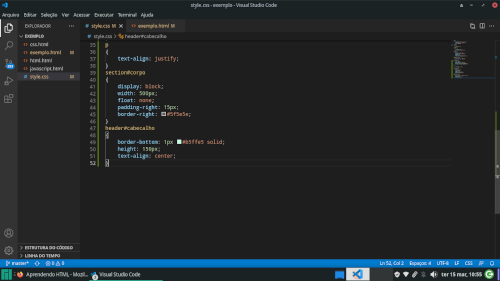 style.css - exemplo - Visual Studio Code
Arquivo Editar Seleção Ver Acessar Executar Terminal Ajuda
EXPLORADOR
EXEMPLO
css.html
exemplo.html M
html.html
javascript.html
style.css M
ESTRUTURA DO CÓDIGO
LINHA DO TEMPO
style.css M
exemplo.html M
style.css > header#cabecalho
35 p
36 {
37 text-align: justify;
38 }
39 section#corpo
40 {
41 display: block;
42 width: 500px;
43 float: none;
44 padding-right: 15px;
45 border-right: #5f5e5e;
46 }
47 header#cabecalho
48 {
49 border-bottom: 1px #b5ffe5 solid;
50 height: 150px;
51 text-align: center;
52 }
master* 0 0
Ln 52, Col 2 Espaços: 4 UTF-8 LF CSS
Aprendendo HTML - Mozil...
Visual Studio Code
ter 15 mar, 10:55